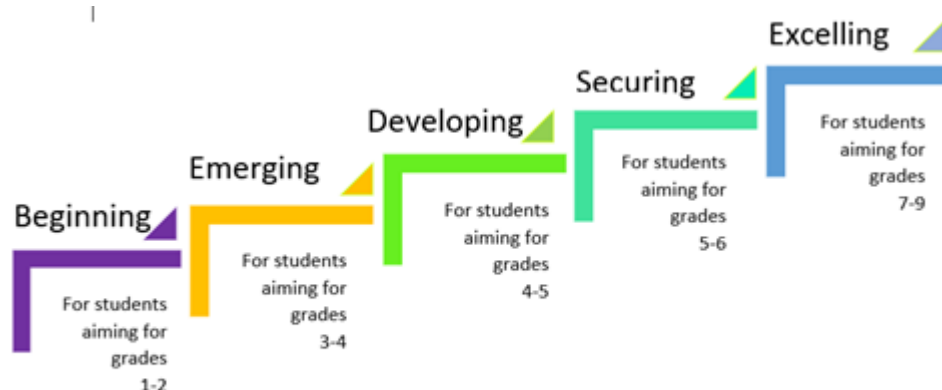 Beginning
For students
aiming for
grades
1-2
Emerging
For students
aiming for
grades
3-4
Developing
For students
aiming for
grades
4-5
Securing
For students
aiming for
grades
5-6
Excelling
For students
aiming for
grades
7-9